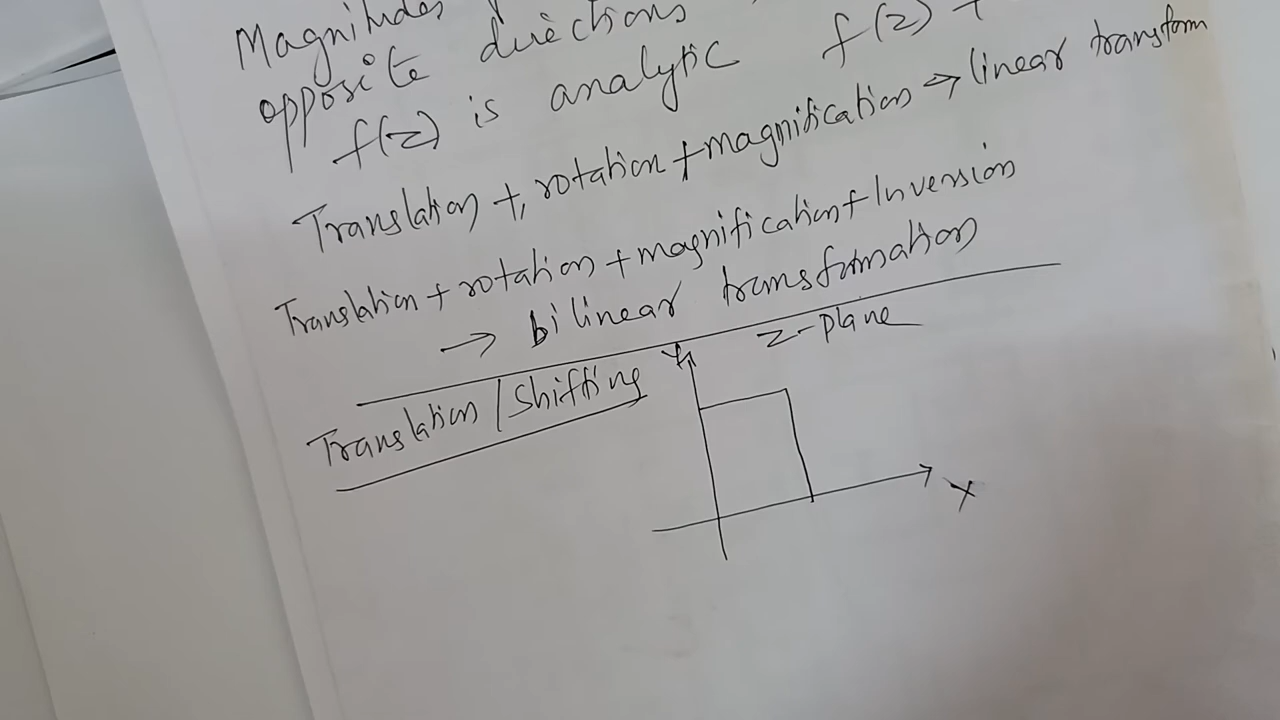 Magnitudes
opposite directions
f(z) is analytic f(z) +
Translation +, rotation + magnification → linear transform
Translation + rotation + magnification + Inversion
→ bilinear transformation
Translation / Shifting
z-plane
Y
X